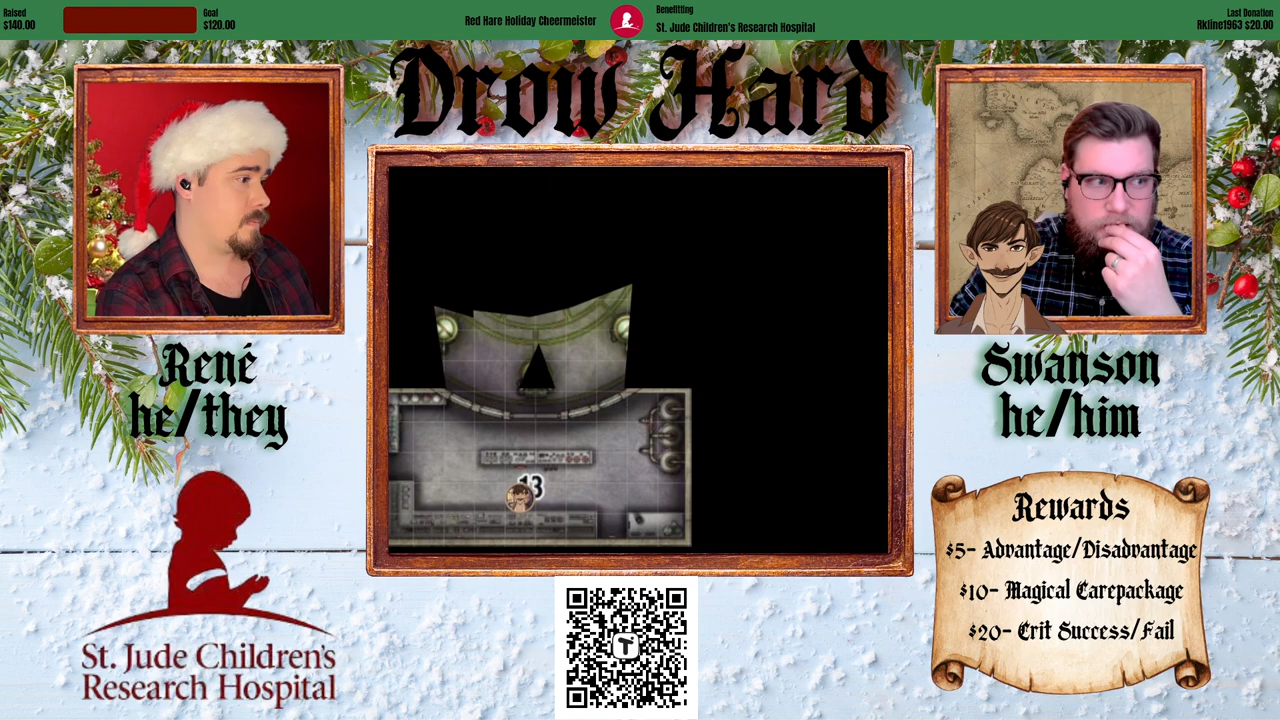 Raised
$140.00
Goal
$120.00
Red Hare Holiday Cheermeister
Benefitting
St. Jude Children's Research Hospital
Last Donation
Rkline1963 $20.00
Drow Hard
René
he/they
Swanson
he/him
13
St. Jude Children's
Research Hospital
Rewards
$5- Advantage/Disadvantage
$10- Magical Carepackage
$20- Crit Success/Fail
T